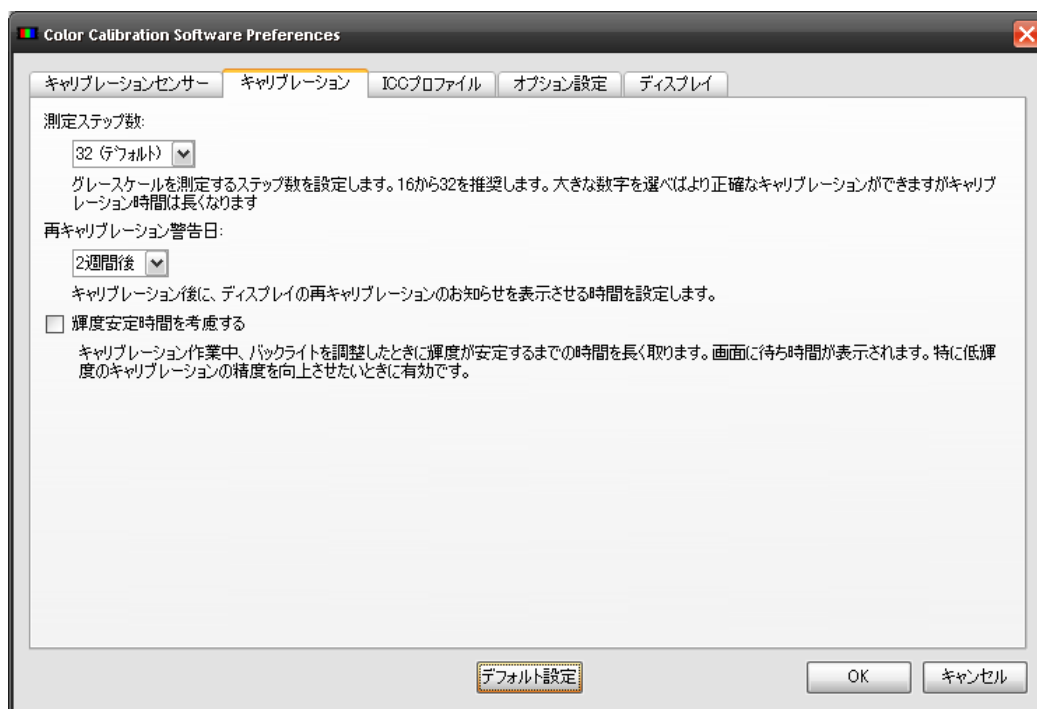 Color Calibration Software Preferences
キャリブレーションセンサー キャリブレーション ICCプロファイル オプション設定 ディスプレイ
測定ステップ数:
32 (デフォルト)
グレースケールを測定するステップ数を設定します。16から32を推奨します。大きな数字を選べばより正確なキャリブレーションができますがキャリブ
レーション時間は長くなります
再キャリブレーション警告日:
2週間後
キャリブレーション後に、ディスプレイの再キャリブレーションのお知らせを表示させる時間を設定します。
輝度安定時間を考慮する
キャリブレーション作業中、バックライトを調整したときに輝度が安定するまでの時間を長く取ります。画面に待ち時間が表示されます。特に低輝
度のキャリブレーションの精度を向上させたいときに有効です。
デフォルト設定 OK キャンセル